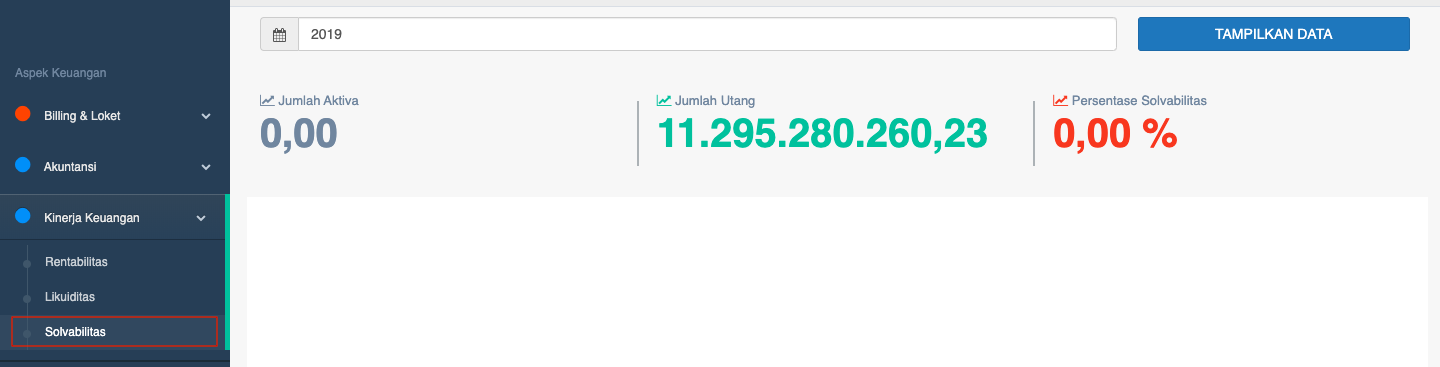 2019
TAMPILKAN DATA
Aspek Keuangan
Billing & Loket
Akuntansi
Kinerja Keuangan
Rentabilitas
Likuiditas
Solvabilitas
Jumlah Aktiva
0,00
Jumlah Utang
11.295.280.260,23
Persentase Solvabilitas
0,00 %